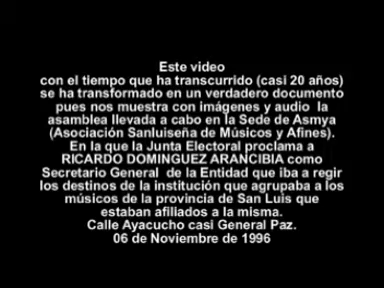 Este video
con el tiempo que ha transcurrido (casi 20 años)
se ha transformado en un verdadero documento
pues nos muestra con imágenes y audio la
asamblea llevada a cabo en la Sede de Asmya
(Asociación Sanluiseña de Músicos y Afines).
En la que la Junta Electoral proclama a
RICARDO DOMINGUEZ ARANCIBIA como
Secretario General de la Entidad que iba a regir
los destinos de la institución que agrupaba a los
músicos de la provincia de San Luis que
estaban afiliados a la misma.
Calle Ayacucho casi General Paz.
06 de Noviembre de 1996